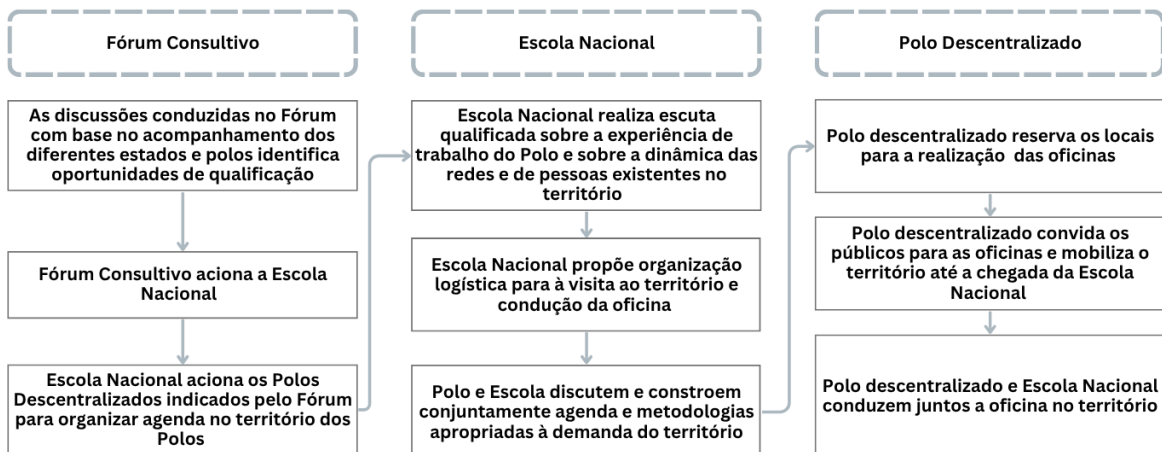 Fórum Consultivo
As discussões conduzidas no Fórum
com base no acompanhamento dos
diferentes estados e polos identifica
oportunidades de qualificação
Fórum Consultivo aciona a Escola
Nacional
Escola Nacional aciona os Polos
Descentralizados indicados pelo Fórum
para organizar agenda no território dos
Polos
Escola Nacional
Escola Nacional realiza escuta
qualificada sobre a experiência de
trabalho do Polo e sobre a dinâmica das
redes e de pessoas existentes no
território
Escola Nacional propõe organização
logística para à visita ao território e
condução da oficina
Polo e Escola discutem e constroem
conjuntamente agenda e metodologias
apropriadas à demanda do território
Polo Descentralizado
Polo descentralizado reserva os locais
para a realização das oficinas
Polo descentralizado convida os
públicos para as oficinas e mobiliza o
território até a chegada da Escola
Nacional
Polo descentralizado e Escola Nacional
conduzem juntos a oficina no território